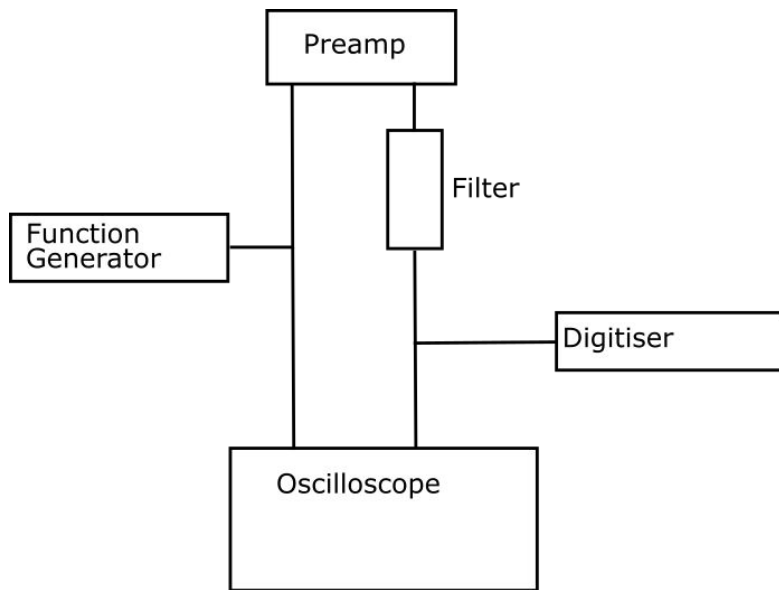 Preamp
Filter
Function
Generator
Digitiser
Oscilloscope